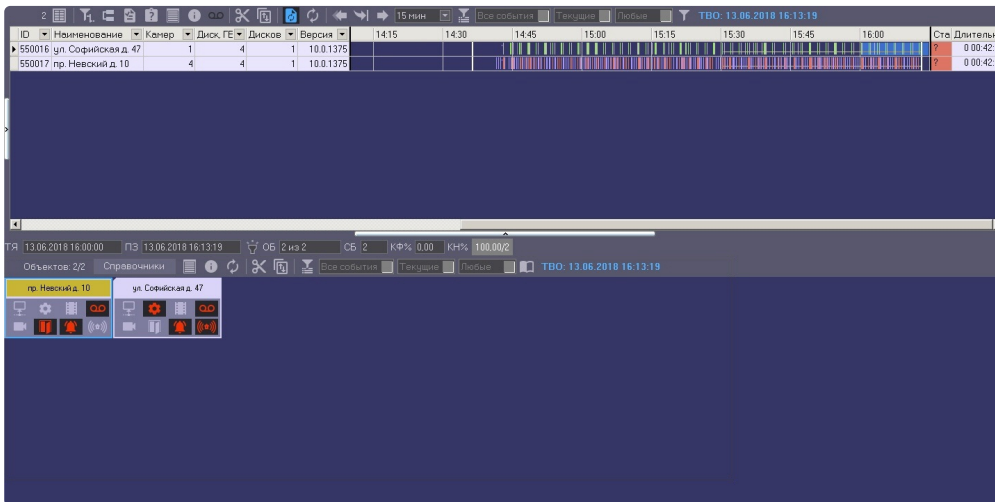 2 15 мин Все события Текущие Любые ТВО: 13.06.2018 16:13:19
ID Наименование Камер Диск, ГЕ Дисков Версия 14:15 14:30 14:45 15:00 15:15 15:30 15:45 16:00 Ста Длительн
550016 ул. Софийская д. 47 1 4 1 10.0.1375 ? 0 00:42:
550017 пр. Невский д. 10 4 4 1 10.0.1375 ? 0 00:42:
ТЯ 13.06.2018 16:00:00 ПЗ 13.06.2018 16:13:19 ОБ 2 из 2 СБ 2 КФ% 0.00 КН% 100,00/2
Объектов: 2/2 Справочники Все события Текущие Любые ТВО: 13.06.2018 16:13:19
пр. Невский д. 10 ул. Софийская д. 47